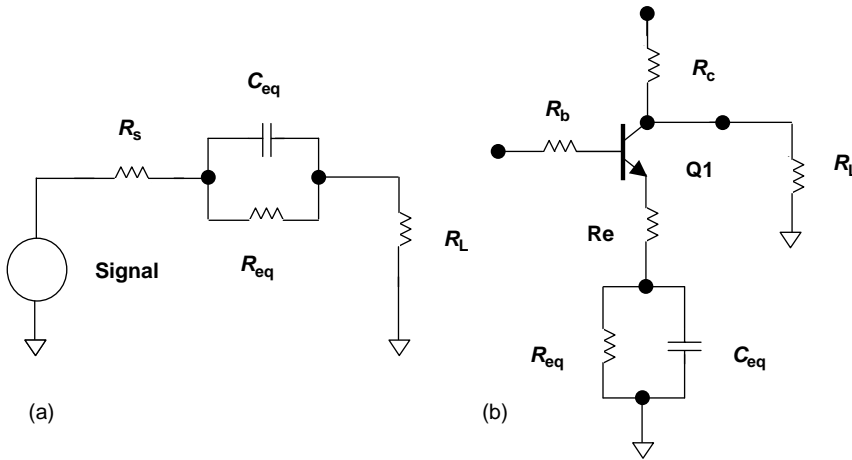 C_eq
R_s
Signal
R_eq
R_L
(a)
R_c
R_b
Q1
R_L
Re
R_eq
C_eq
(b)